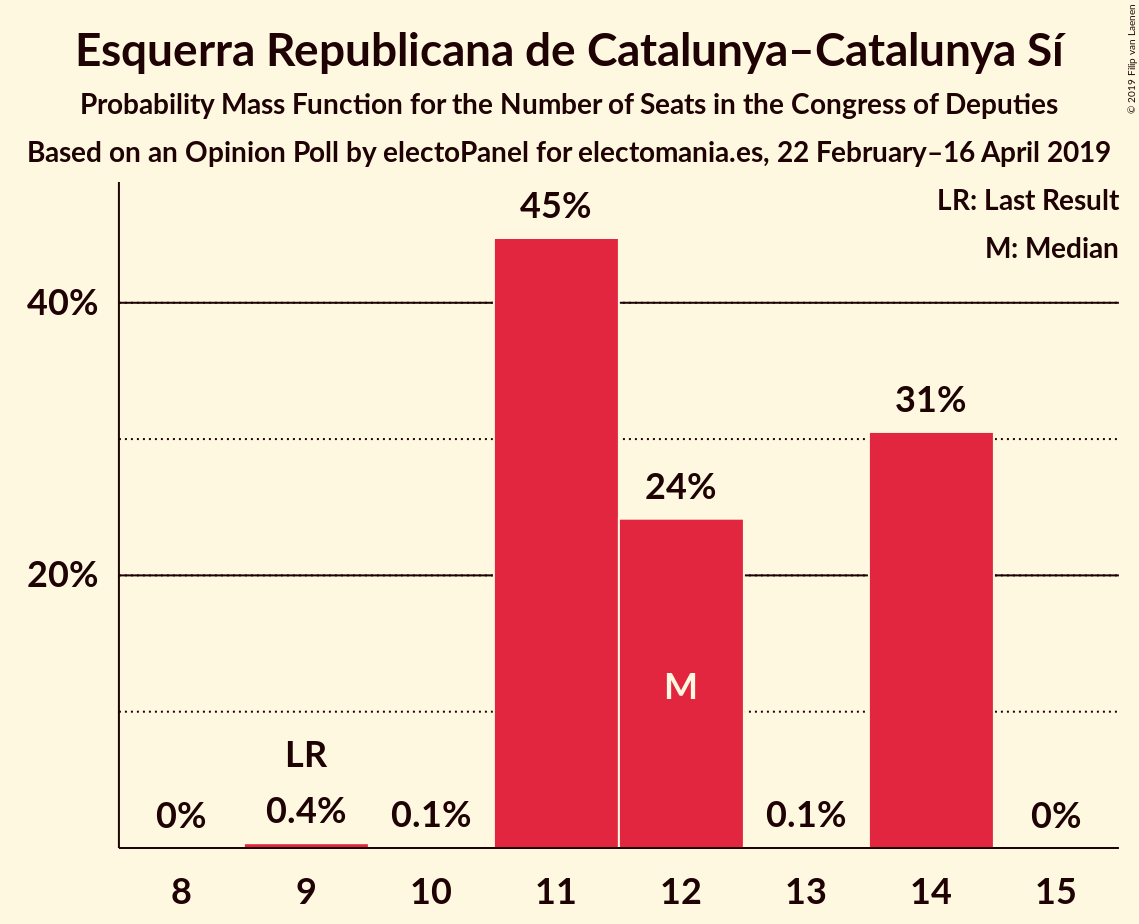 Esquerra Republicana de Catalunya–Catalunya Sí
Probability Mass Function for the Number of Seats in the Congress of Deputies
Based on an Opinion Poll by electoPanel for electomania.es, 22 February–16 April 2019
© 2019 Filip van Laenen
LR: Last Result
M: Median
45%
40%
31%
24%
20%
M
LR
0%
0.4%
0.1%
0.1%
0%
8
9
10
11
12
13
14
15